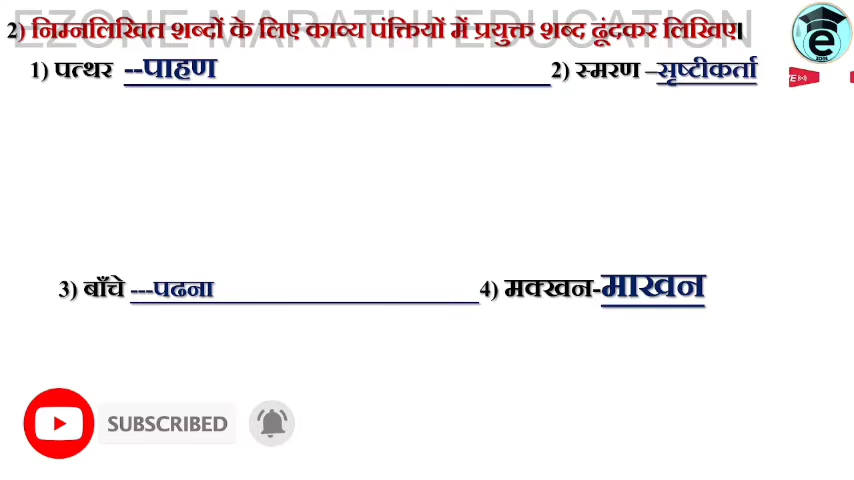 EZONE MARATHI EDUCATION
2) निम्नलिखित शब्दों के लिए काव्य पंक्तियों में प्रयुक्त शब्द ढूंदकर लिखिए।
1) पत्थर --पाहण 2) स्मरण –सृष्टीकर्ता
3) बाँचे ---पढना 4) मक्खन-माखन
SUBSCRIBED